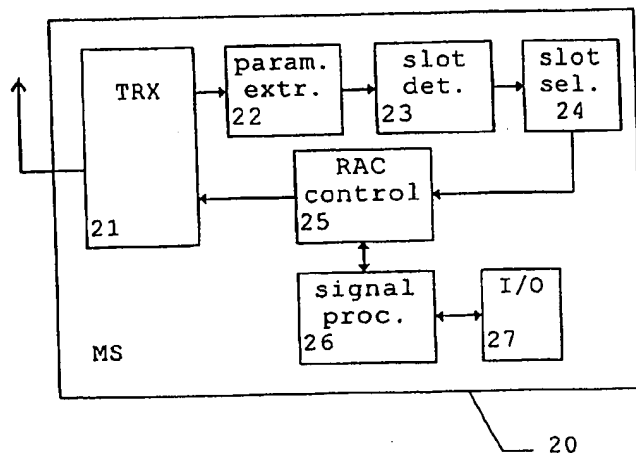 TRX
21
param.
extr.
22
slot
det.
23
slot
sel.
24
RAC
control
25
signal
proc.
26
I/O
27
MS
20